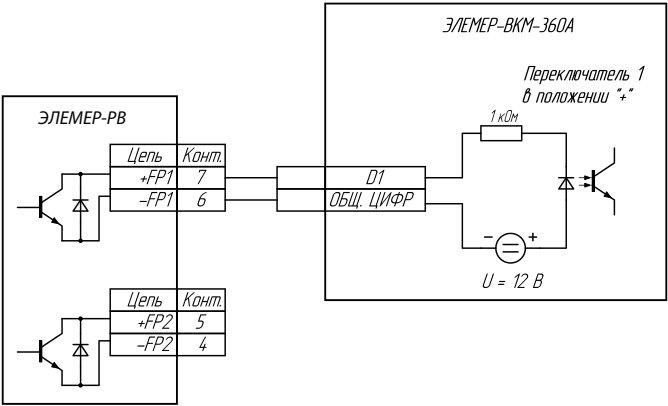 ЭЛЕМЕР-ВКМ-360А
Переключатель 1
в положении "+"
1 кОм
ЭЛЕМЕР-РВ
Цепь Конт.
+FP1 7
-FP1 6
D1
ОБЩ. ЦИФР
- +
U = 12 В
Цепь Конт.
+FP2 5
-FP2 4